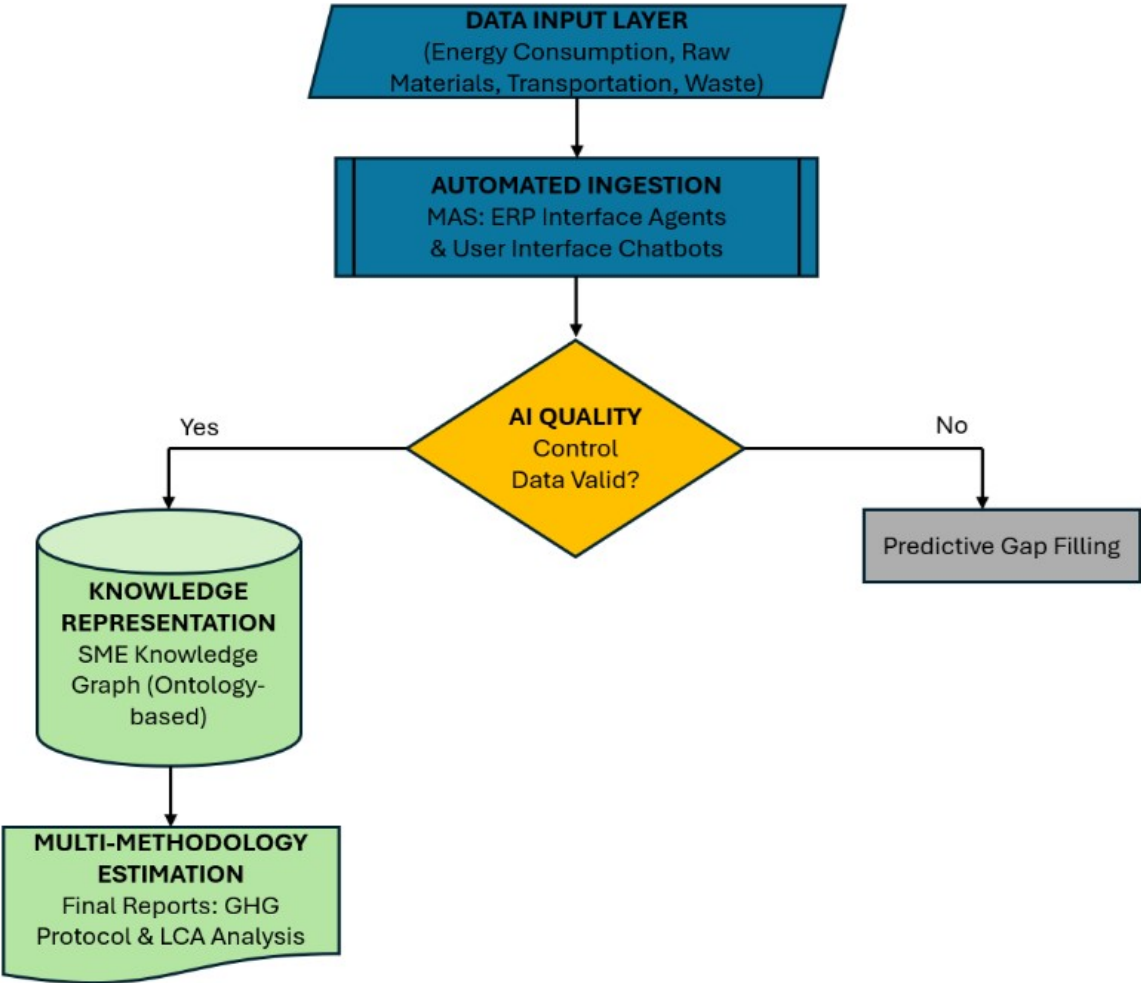 DATA INPUT LAYER
(Energy Consumption, Raw
Materials, Transportation, Waste)
AUTOMATED INGESTION
MAS: ERP Interface Agents
& User Interface Chatbots
AI QUALITY
Control
Data Valid?
Yes
No
KNOWLEDGE
REPRESENTATION
SME Knowledge
Graph (Ontology-
based)
Predictive Gap Filling
MULTI-METHODOLOGY
ESTIMATION
Final Reports: GHG
Protocol & LCA Analysis